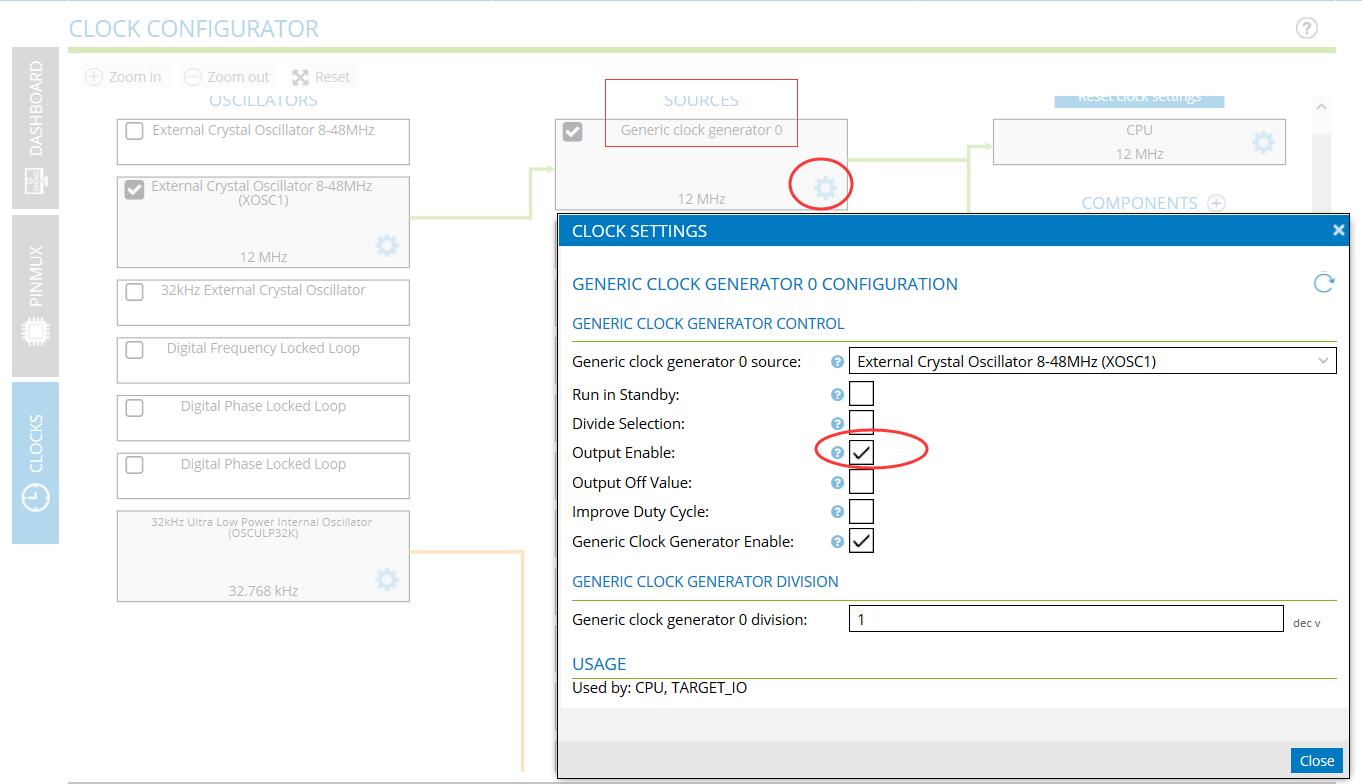 CLOCK CONFIGURATOR
?
DASHBOARD
PINMUX
CLOCKS
Zoom in
Zoom out
Reset
OSCILLATORS
External Crystal Oscillator 8-48MHz
External Crystal Oscillator 8-48MHz
(XOSC1)
12 MHz
32kHz External Crystal Oscillator
Digital Frequency Locked Loop
Digital Phase Locked Loop
Digital Phase Locked Loop
32kHz Ultra Low Power Internal Oscillator
(OSCULP32K)
32.768 kHz
SOURCES
Generic clock generator 0
12 MHz
Reset clock settings
CPU
12 MHz
COMPONENTS
CLOCK SETTINGS
GENERIC CLOCK GENERATOR 0 CONFIGURATION
GENERIC CLOCK GENERATOR CONTROL
Generic clock generator 0 source: ? External Crystal Oscillator 8-48MHz (XOSC1)
Run in Standby: ?
Divide Selection: ?
Output Enable: ?
Output Off Value: ?
Improve Duty Cycle: ?
Generic Clock Generator Enable: ?
GENERIC CLOCK GENERATOR DIVISION
Generic clock generator 0 division: 1 dec v
USAGE
Used by: CPU, TARGET_IO
Close